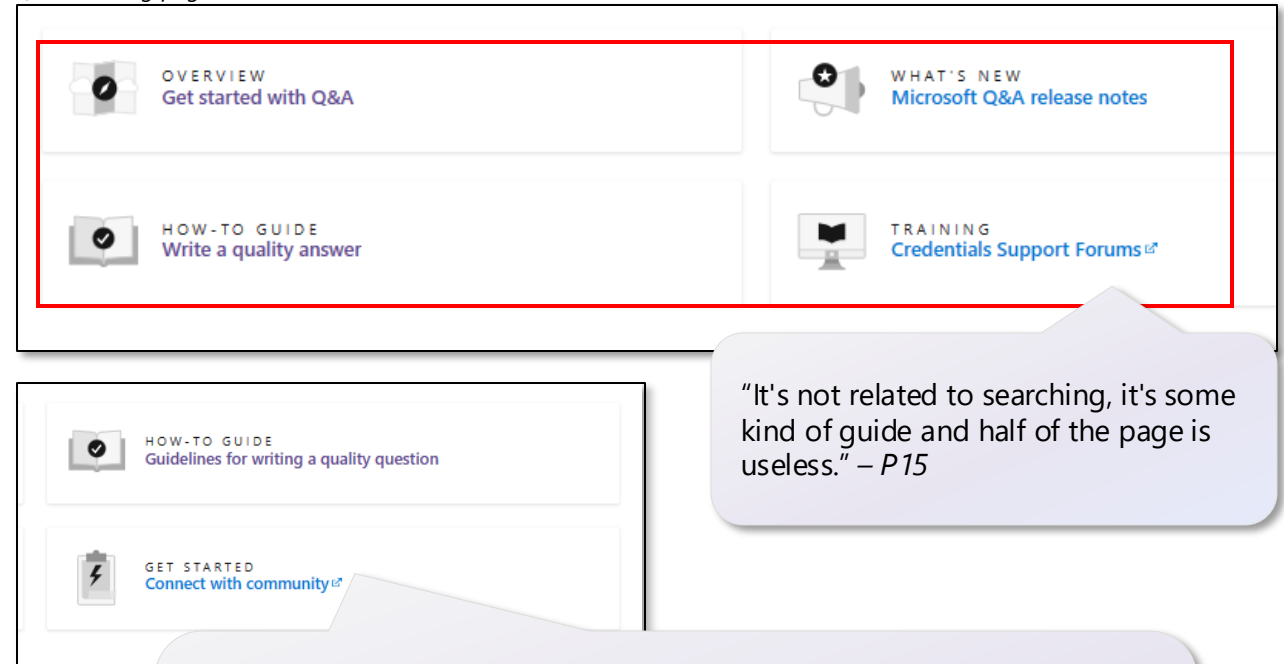 OVERVIEW
Get started with Q&A
WHAT'S NEW
Microsoft Q&A release notes
HOW-TO GUIDE
Write a quality answer
TRAINING
Credentials Support Forums
"It's not related to searching, it's some
kind of guide and half of the page is
useless." – P15
HOW-TO GUIDE
Guidelines for writing a quality question
GET STARTED
Connect with community